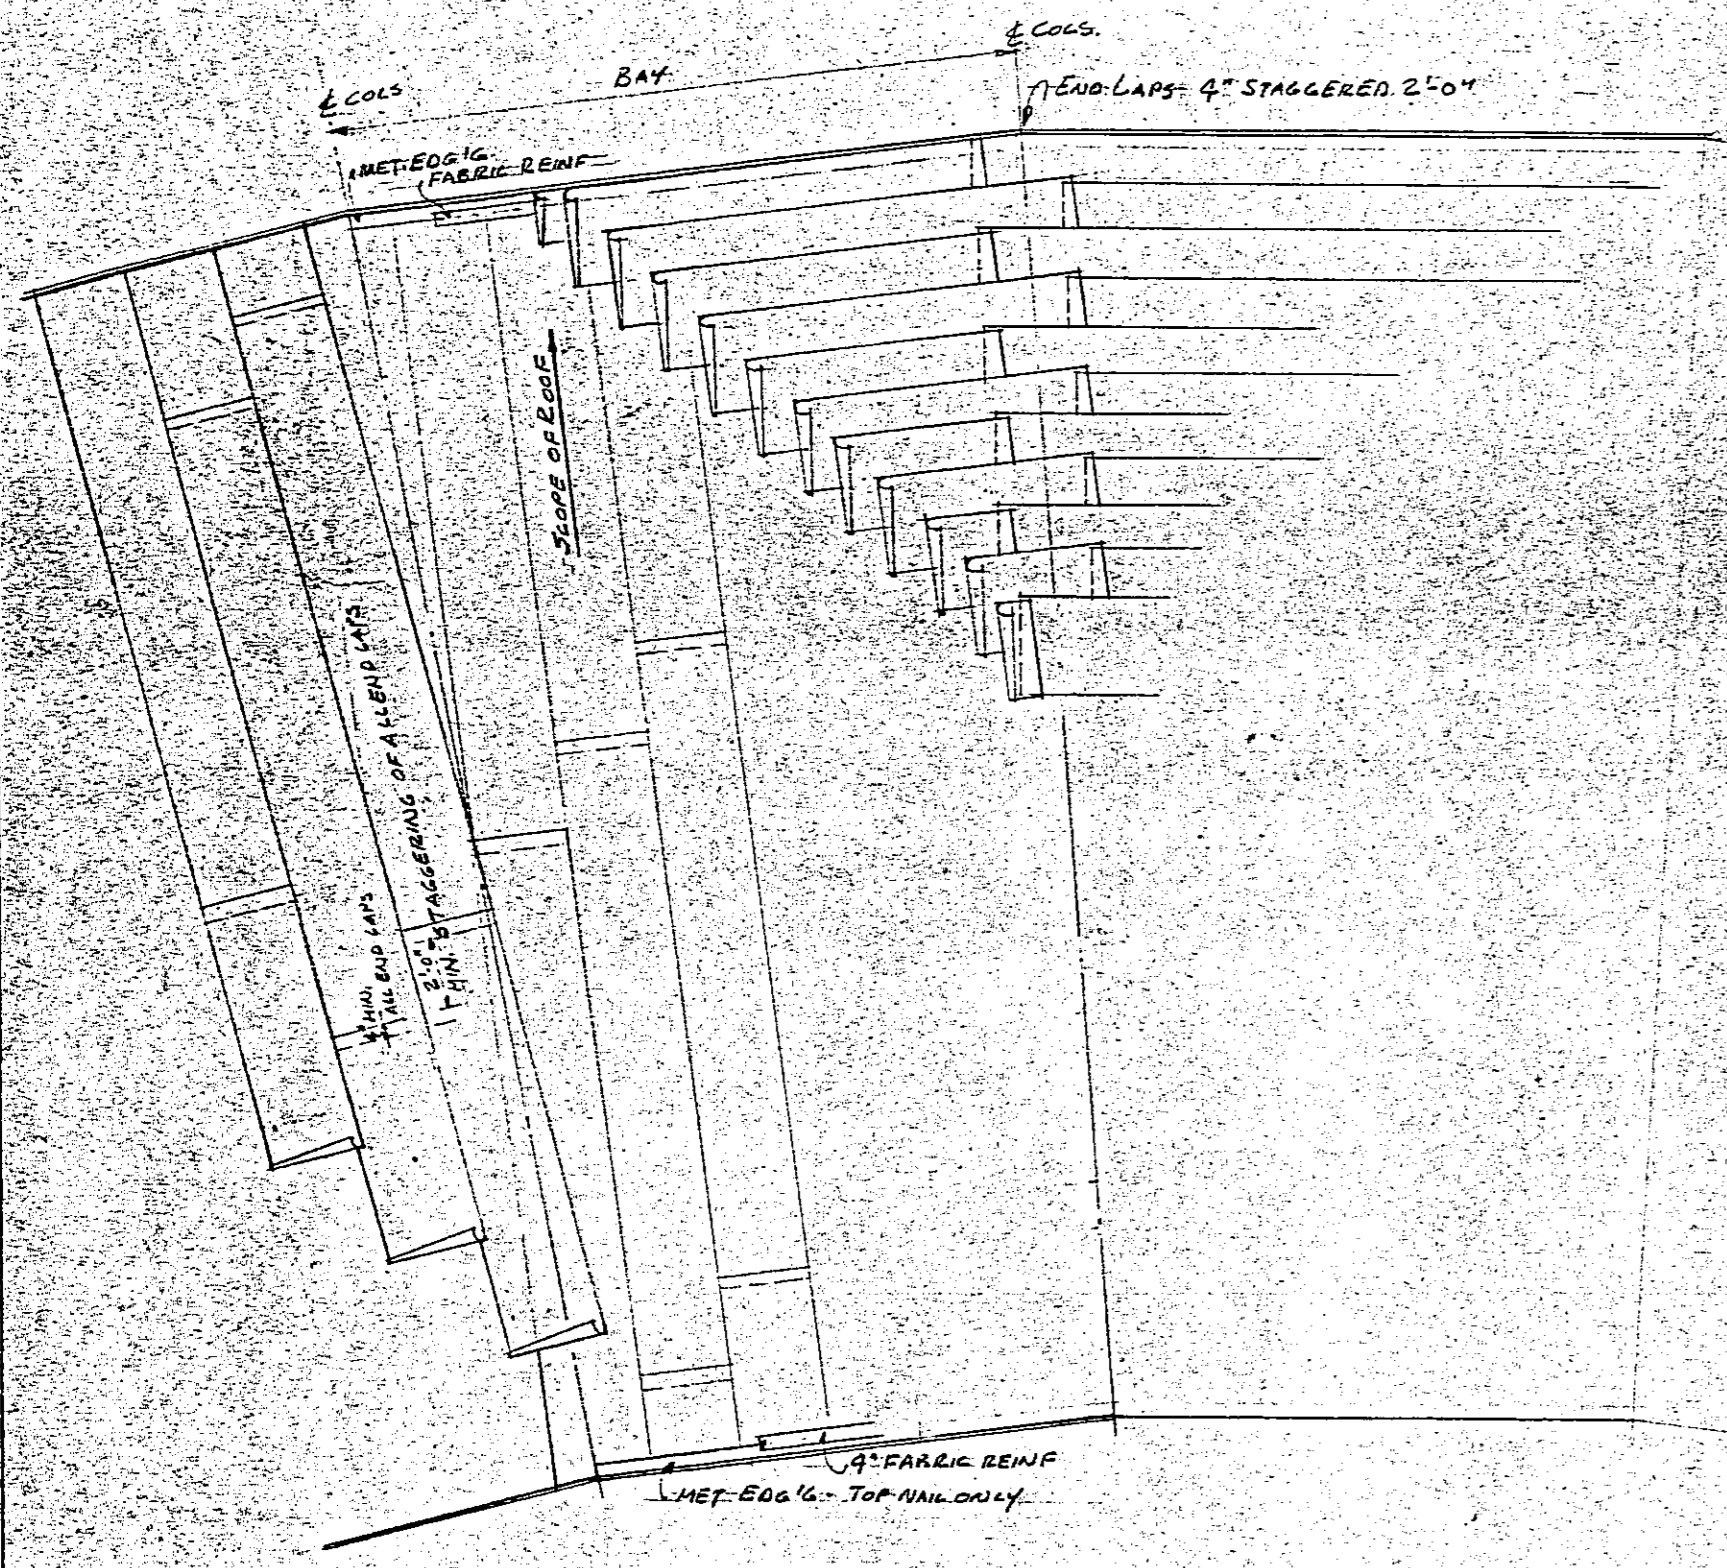 ℄ COLS.
BAY
℄ COLS
END LAPS 4" STAGGERED 2'-0"
MET. EDG'G
FABRIC REINF
SLOPE OF ROOF
MIN.
ALL END LAPS
2'-0"
MIN. STAGGERING OF ALL END LAPS
4" FABRIC REINF
MET EDG'G - TOP NAIL ONLY